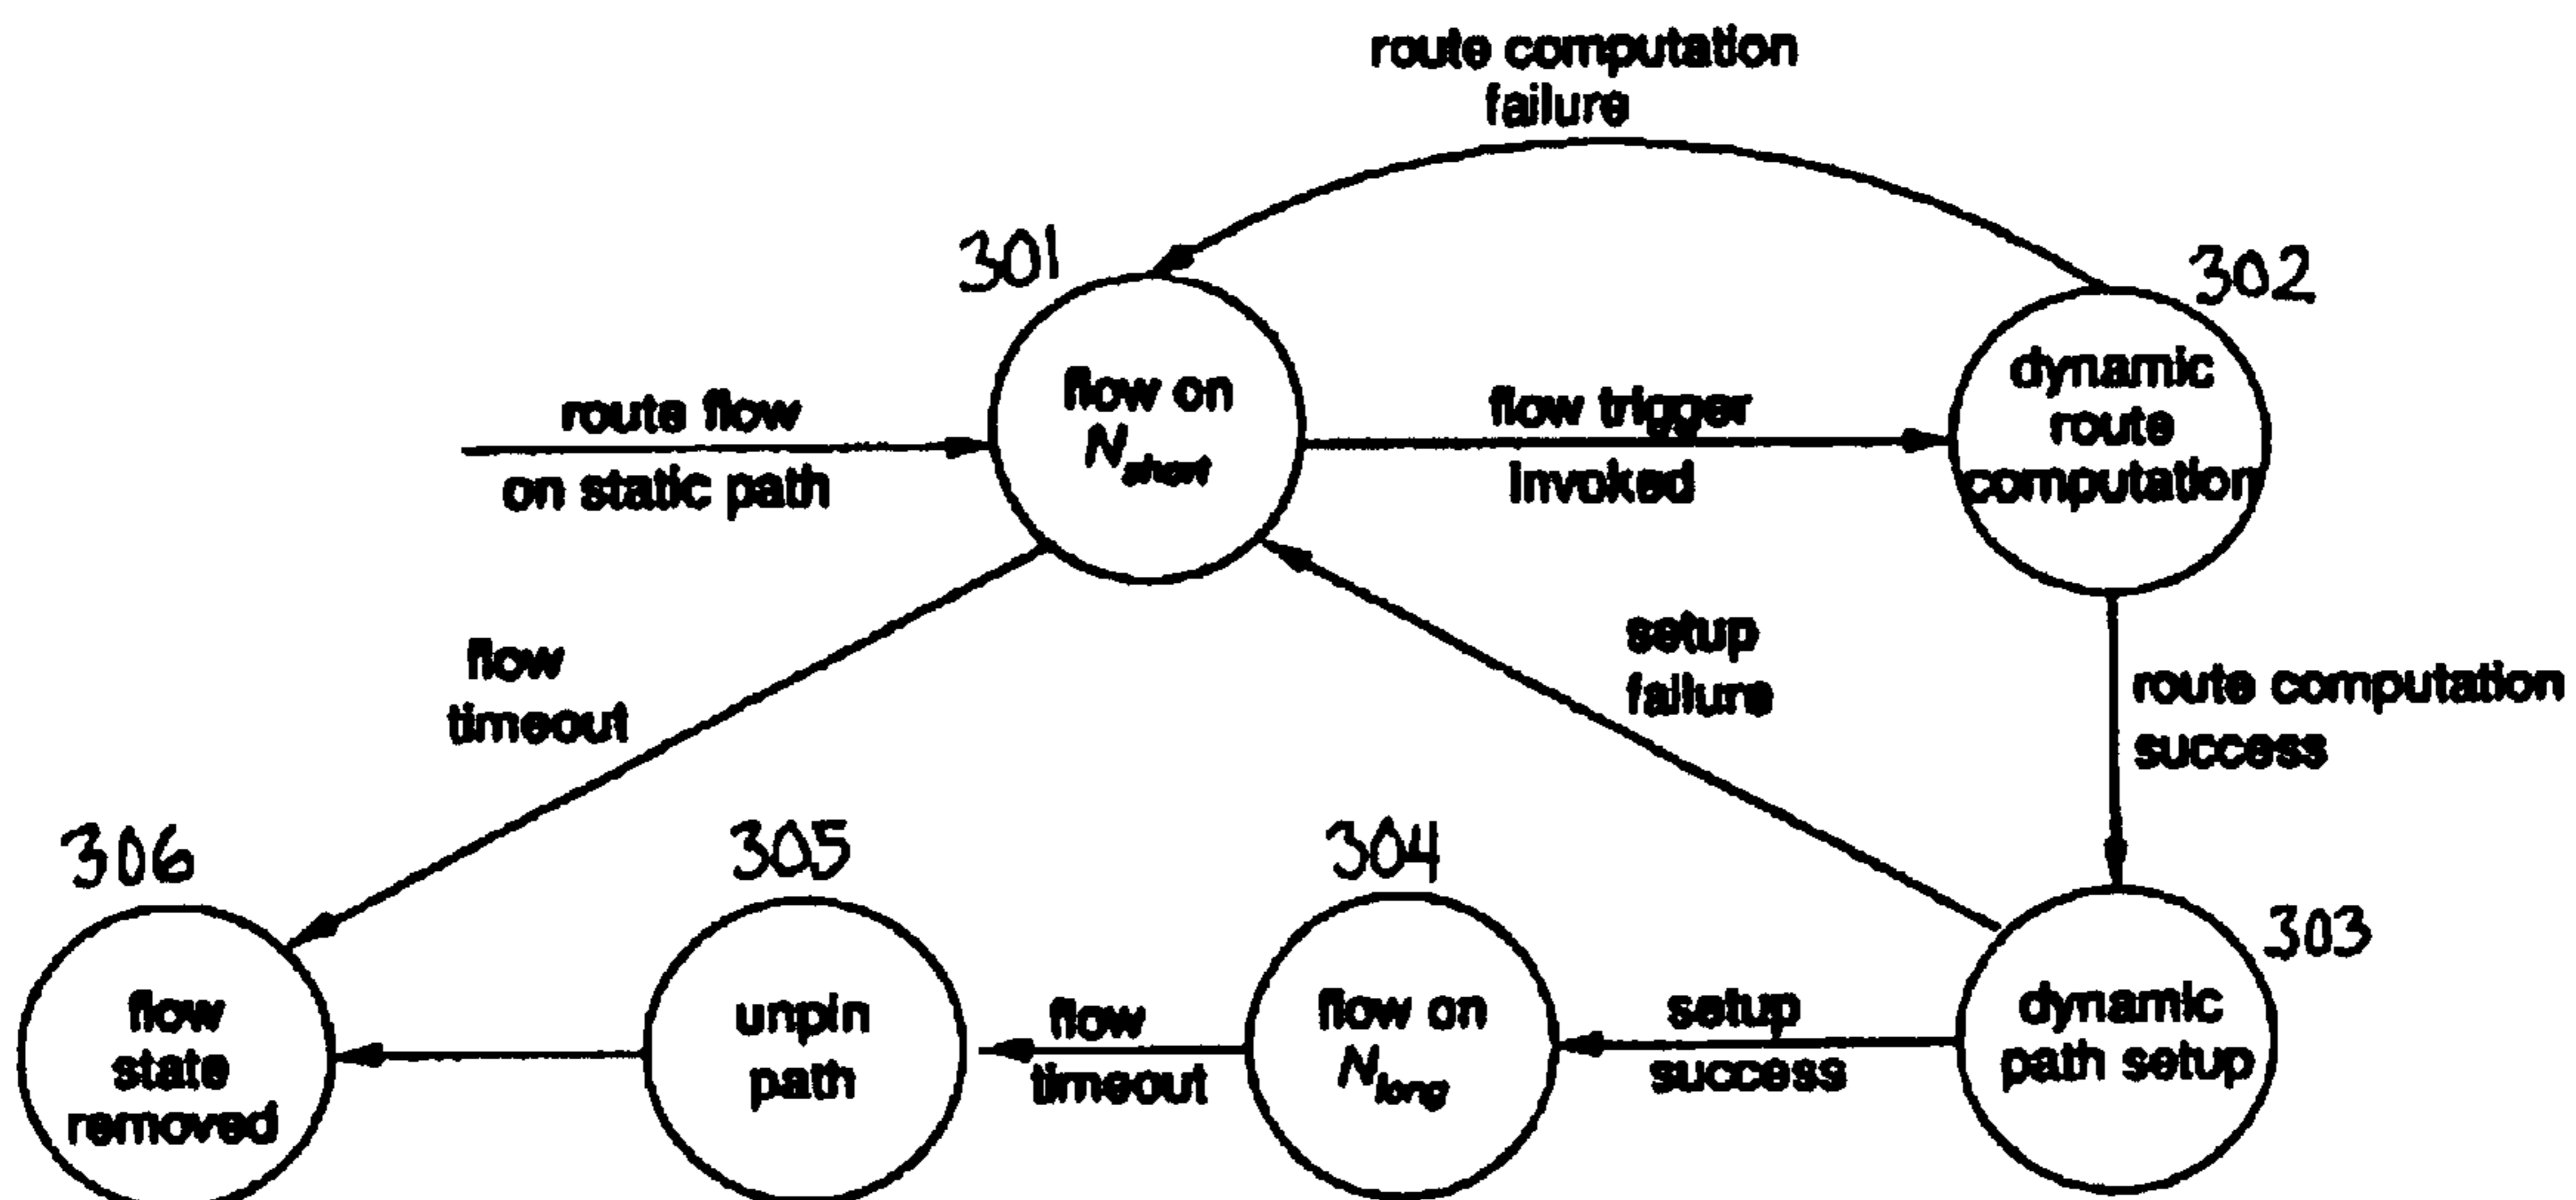 route computation
failure
301
302
flow on
N_short
dynamic
route
computation
route flow
on static path
flow trigger
invoked
flow
timeout
setup
failure
route computation
success
306
305
304
303
flow
state
removed
unpin
path
flow
timeout
flow on
N_long
setup
success
dynamic
path setup